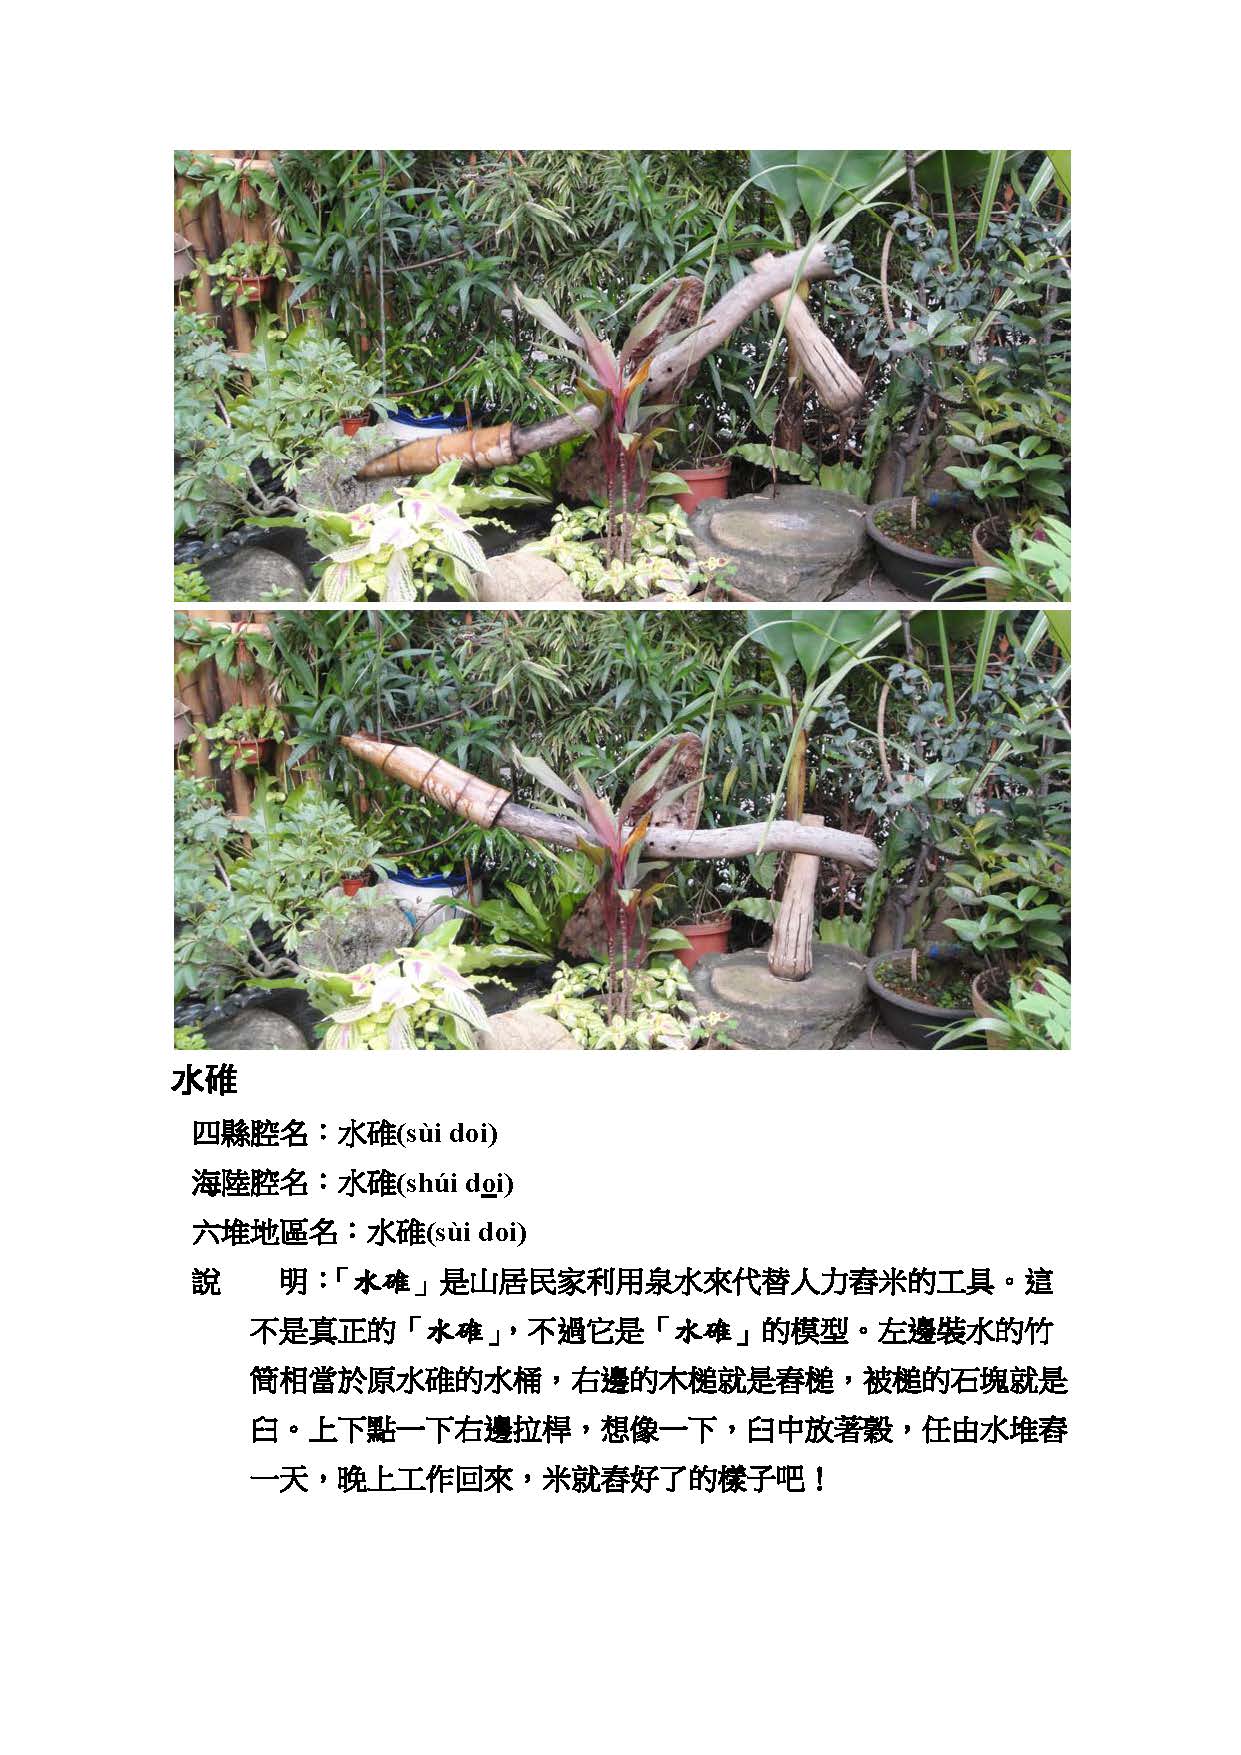 水碓
四縣腔名：水碓(sùi doi)
海陸腔名：水碓(shúi doi)
六堆地區名：水碓(sùi doi)
說　　明：「水碓」是山居民家利用泉水來代替人力舂米的工具。這
不是真正的「水碓」，不過它是「水碓」的模型。左邊裝水的竹
筒相當於原水碓的水桶，右邊的木槌就是舂槌，被槌的石塊就是
臼。上下點一下右邊拉桿，想像一下，臼中放著穀，任由水堆舂
一天，晚上工作回來，米就舂好了的樣子吧！